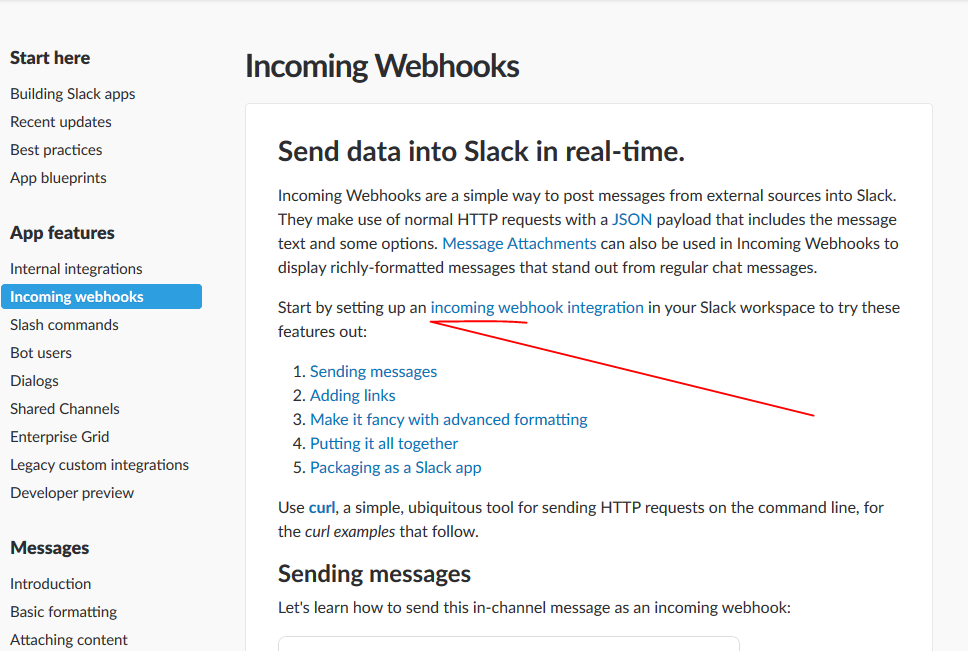 Start here
Building Slack apps
Recent updates
Best practices
App blueprints
App features
Internal integrations
Incoming webhooks
Slash commands
Bot users
Dialogs
Shared Channels
Enterprise Grid
Legacy custom integrations
Developer preview
Messages
Introduction
Basic formatting
Attaching content
Incoming Webhooks
Send data into Slack in real-time.
Incoming Webhooks are a simple way to post messages from external sources into Slack.
They make use of normal HTTP requests with a JSON payload that includes the message
text and some options. Message Attachments can also be used in Incoming Webhooks to
display richly-formatted messages that stand out from regular chat messages.
Start by setting up an incoming webhook integration in your Slack workspace to try these
features out:
1. Sending messages
2. Adding links
3. Make it fancy with advanced formatting
4. Putting it all together
5. Packaging as a Slack app
Use curl, a simple, ubiquitous tool for sending HTTP requests on the command line, for
the curl examples that follow.
Sending messages
Let's learn how to send this in-channel message as an incoming webhook: